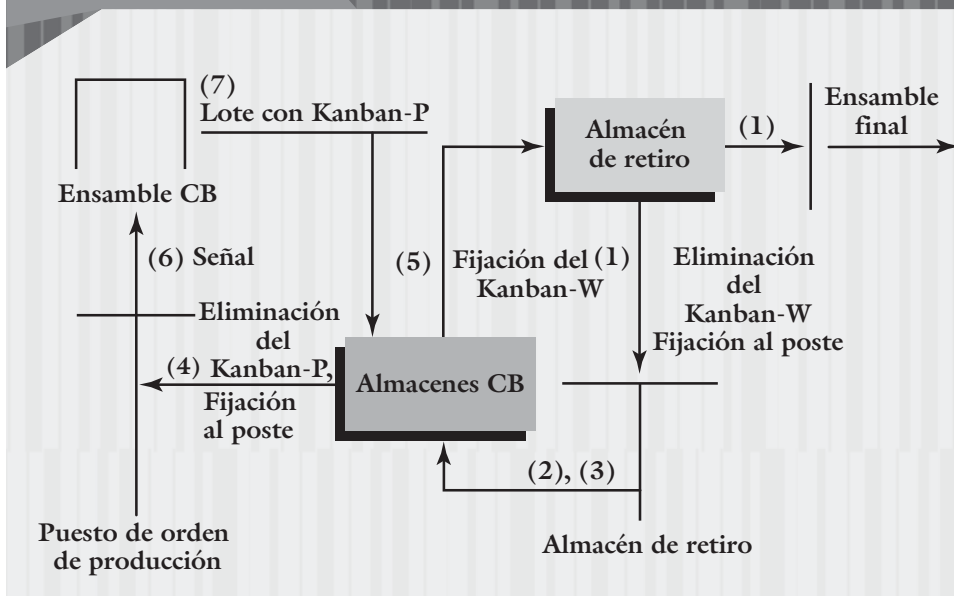 (7)
Lote con Kanban-P
Ensamble CB
(6) Señal
Eliminación
del
(4) Kanban-P,
Fijación
al poste
Puesto de orden
de producción
Almacenes CB
(5)
Fijación del
Kanban-W
Almacén
de retiro
(1)
Ensamble
final
(1)
Eliminación
del
Kanban-W
Fijación al poste
(2), (3)
Almacén de retiro